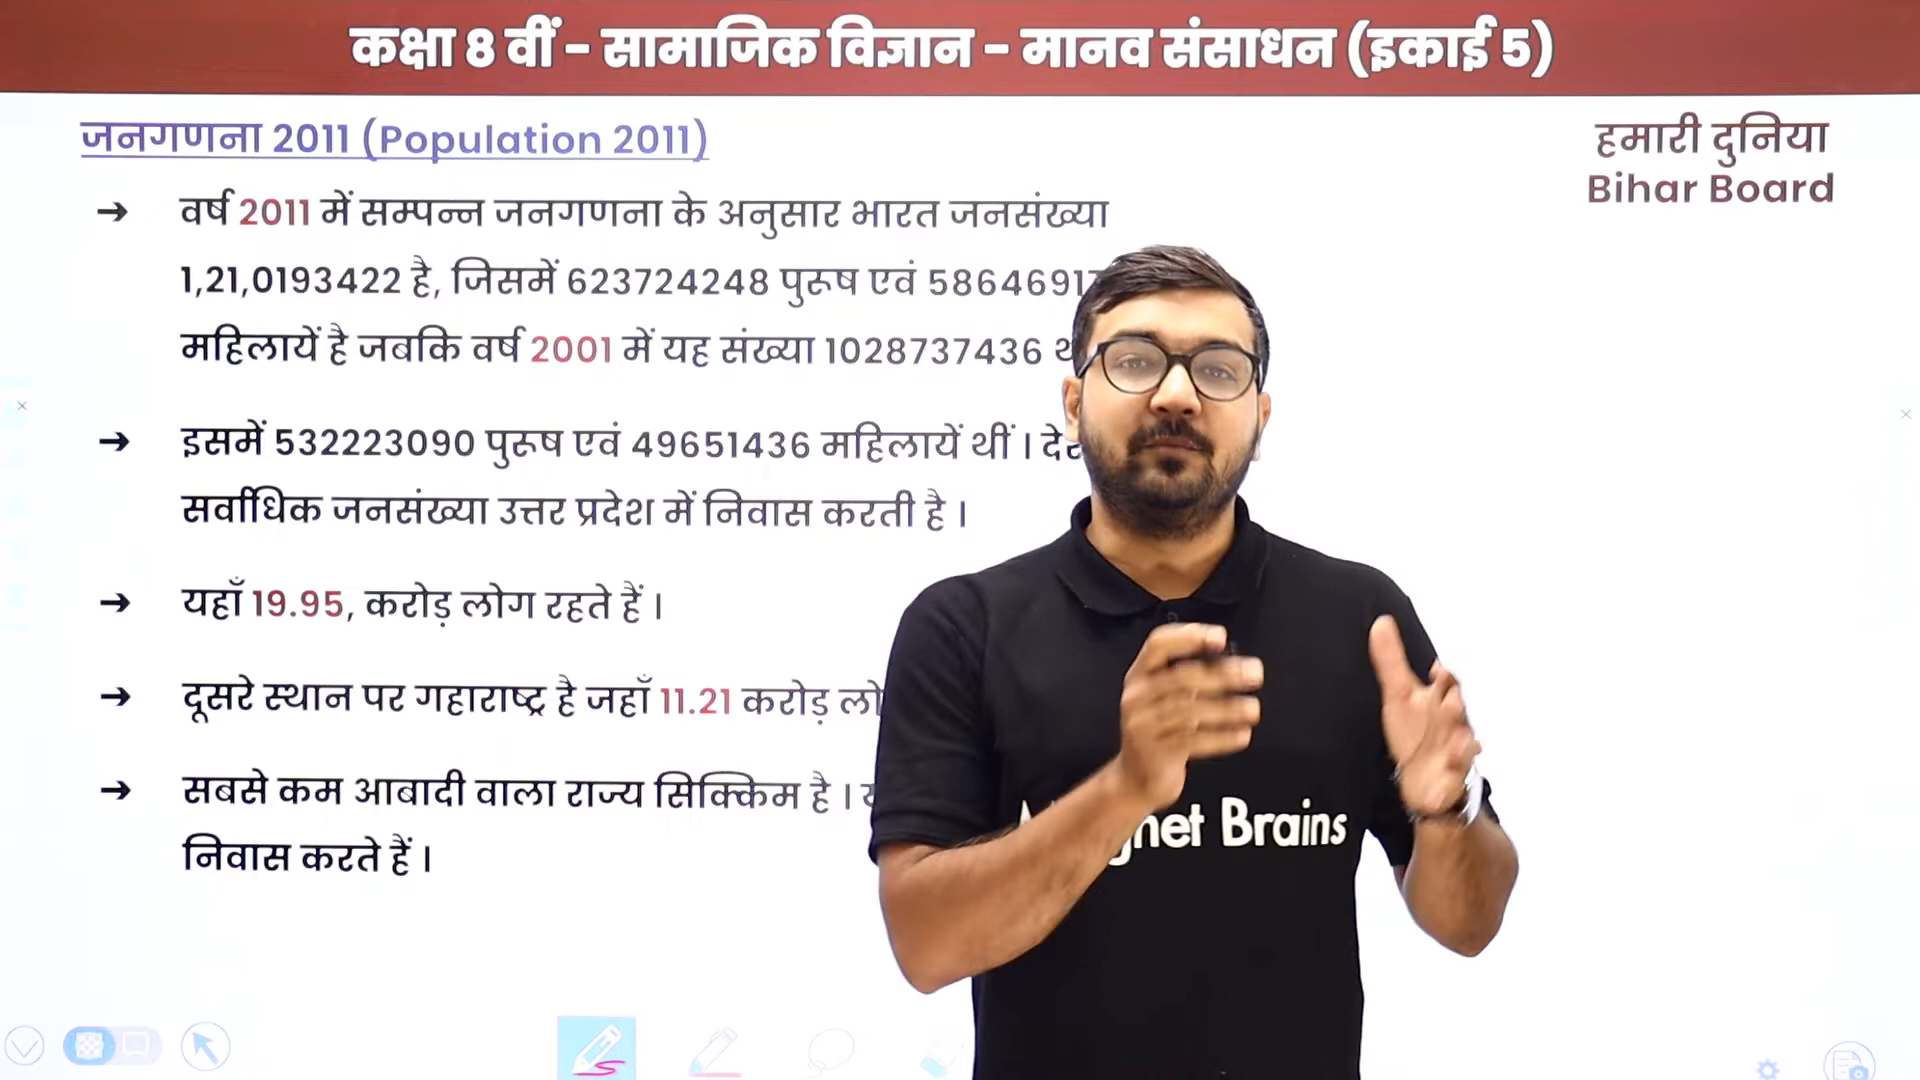 कक्षा 8 वीं - सामाजिक विज्ञान - मानव संसाधन (इकाई 5)
जनगणना 2011 (Population 2011)
हमारी दुनिया
Bihar Board
➔ वर्ष 2011 में सम्पन्न जनगणना के अनुसार भारत जनसंख्या
1,21,0193422 है, जिसमें 623724248 पुरूष एवं
महिलायें है जबकि वर्ष 2001 में यह संख्या 1028737436
➔ इसमें 532223090 पुरूष एवं 49651436 महिलायें थीं ।
सर्वाधिक जनसंख्या उत्तर प्रदेश में निवास करती है ।
➔ यहाँ 19.95, करोड़ लोग रहते हैं ।
➔ दूसरे स्थान पर गहाराष्ट्र है जहाँ 11.21 करोड़
➔ सबसे कम आबादी वाला राज्य सिक्किम है ।
निवास करते हैं ।
Brains